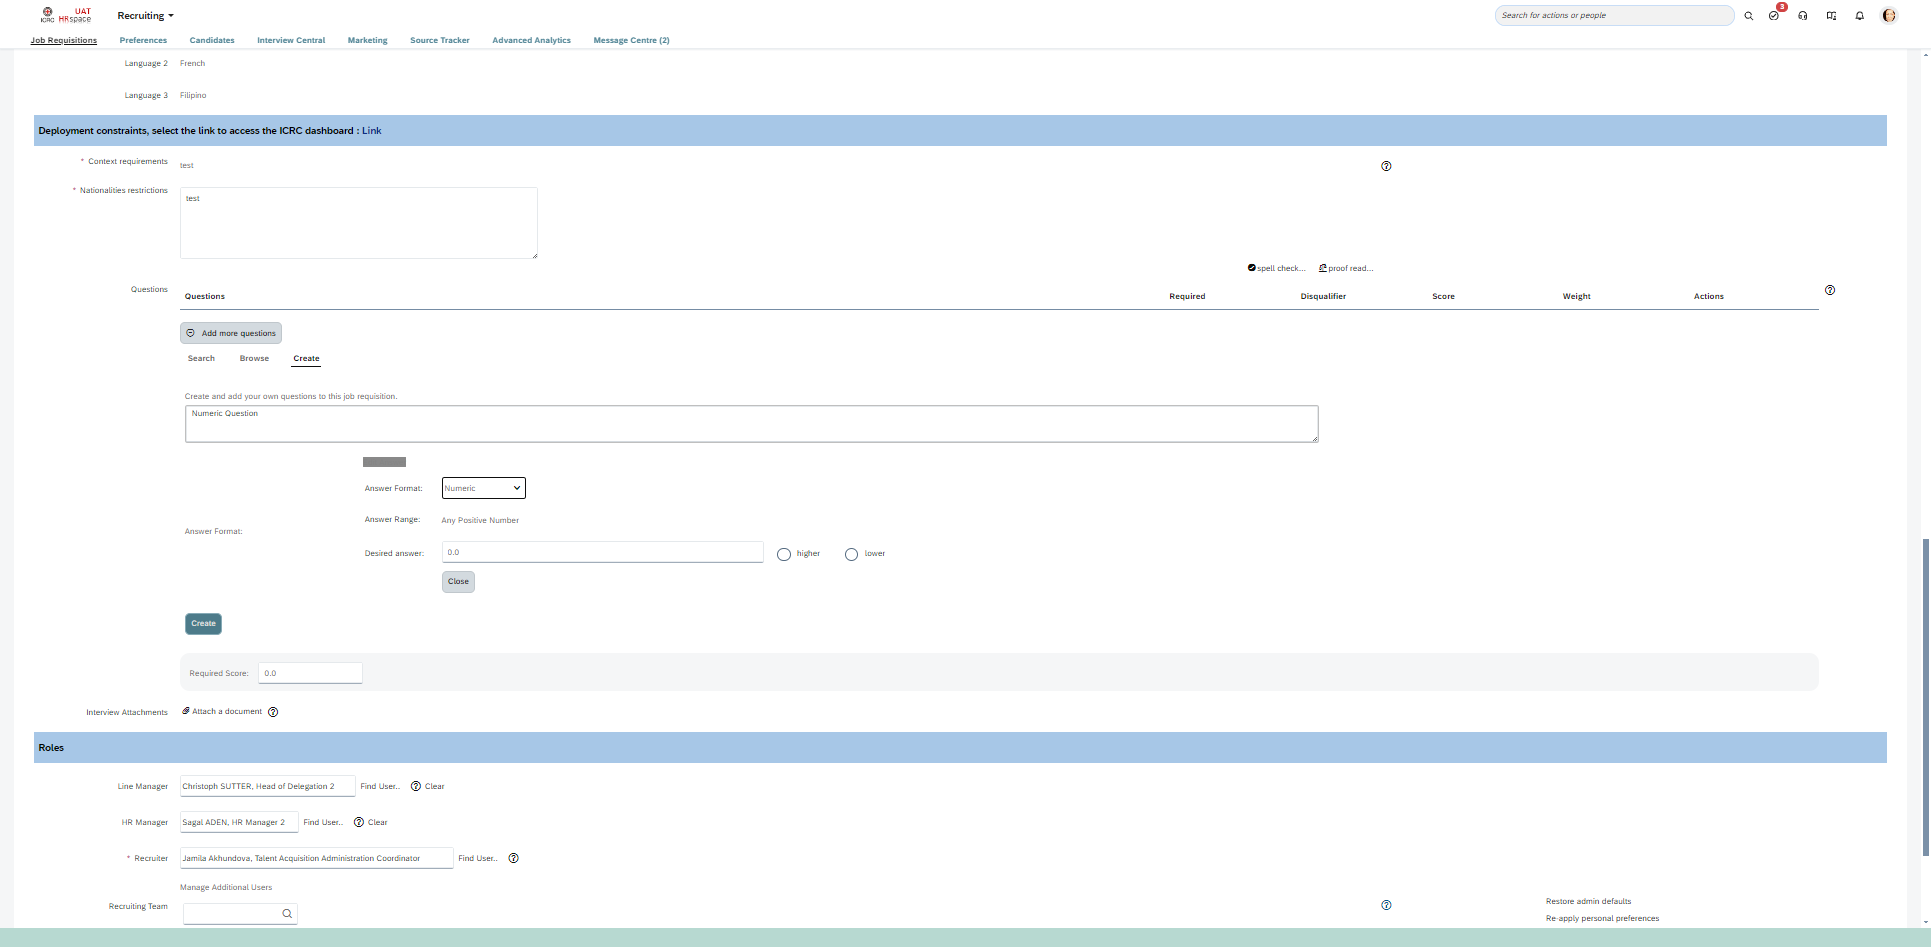 ICRC UAT HRspace
Recruiting
Search for actions or people
3
Job Requisitions Preferences Candidates Interview Central Marketing Source Tracker Advanced Analytics Message Centre (2)
Language 2 French
Language 3 Filipino
Deployment constraints, select the link to access the ICRC dashboard : Link
* Context requirements test
* Nationalities restrictions test
spell check... proof read...
Questions
Questions Required Disqualifier Score Weight Actions
Add more questions
Search Browse Create
Create and add your own questions to this job requisition.
Numeric Question
Answer Format: Numeric
Answer Range: Any Positive Number
Answer Format:
Desired answer: 0.0 higher lower
Close
Create
Required Score: 0.0
Interview Attachments Attach a document
Roles
Line Manager Christoph SUTTER, Head of Delegation 2 Find User.. Clear
HR Manager Sagal ADEN, HR Manager 2 Find User.. Clear
* Recruiter Jamila Akhundova, Talent Acquisition Administration Coordinator Find User..
Manage Additional Users
Recruiting Team
Restore admin defaults
Re-apply personal preferences